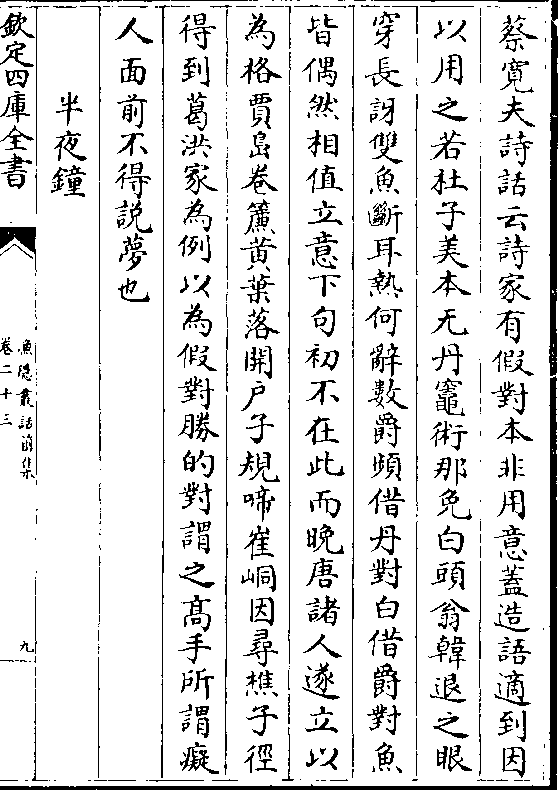 蔡寛夫詩話云詩家有假對本非用意蓋造語適到因
以用之若杜子美本无丹竈術那免白頭翁韓退之眼
穿長訝雙魚斷耳熱何辭數爵頻借丹對白借爵對魚
皆偶然相值立意下句初不在此而晚唐諸人遂立以
為格賈島卷簾黄葉落開户子規啼崔峒因尋樵子徑
得到葛洪家為例以為假對勝的對謂之髙手所謂癡
人面前不得説夢也
半夜鐘
欽定四庫全書
漁隠叢話前集
卷二十三
九